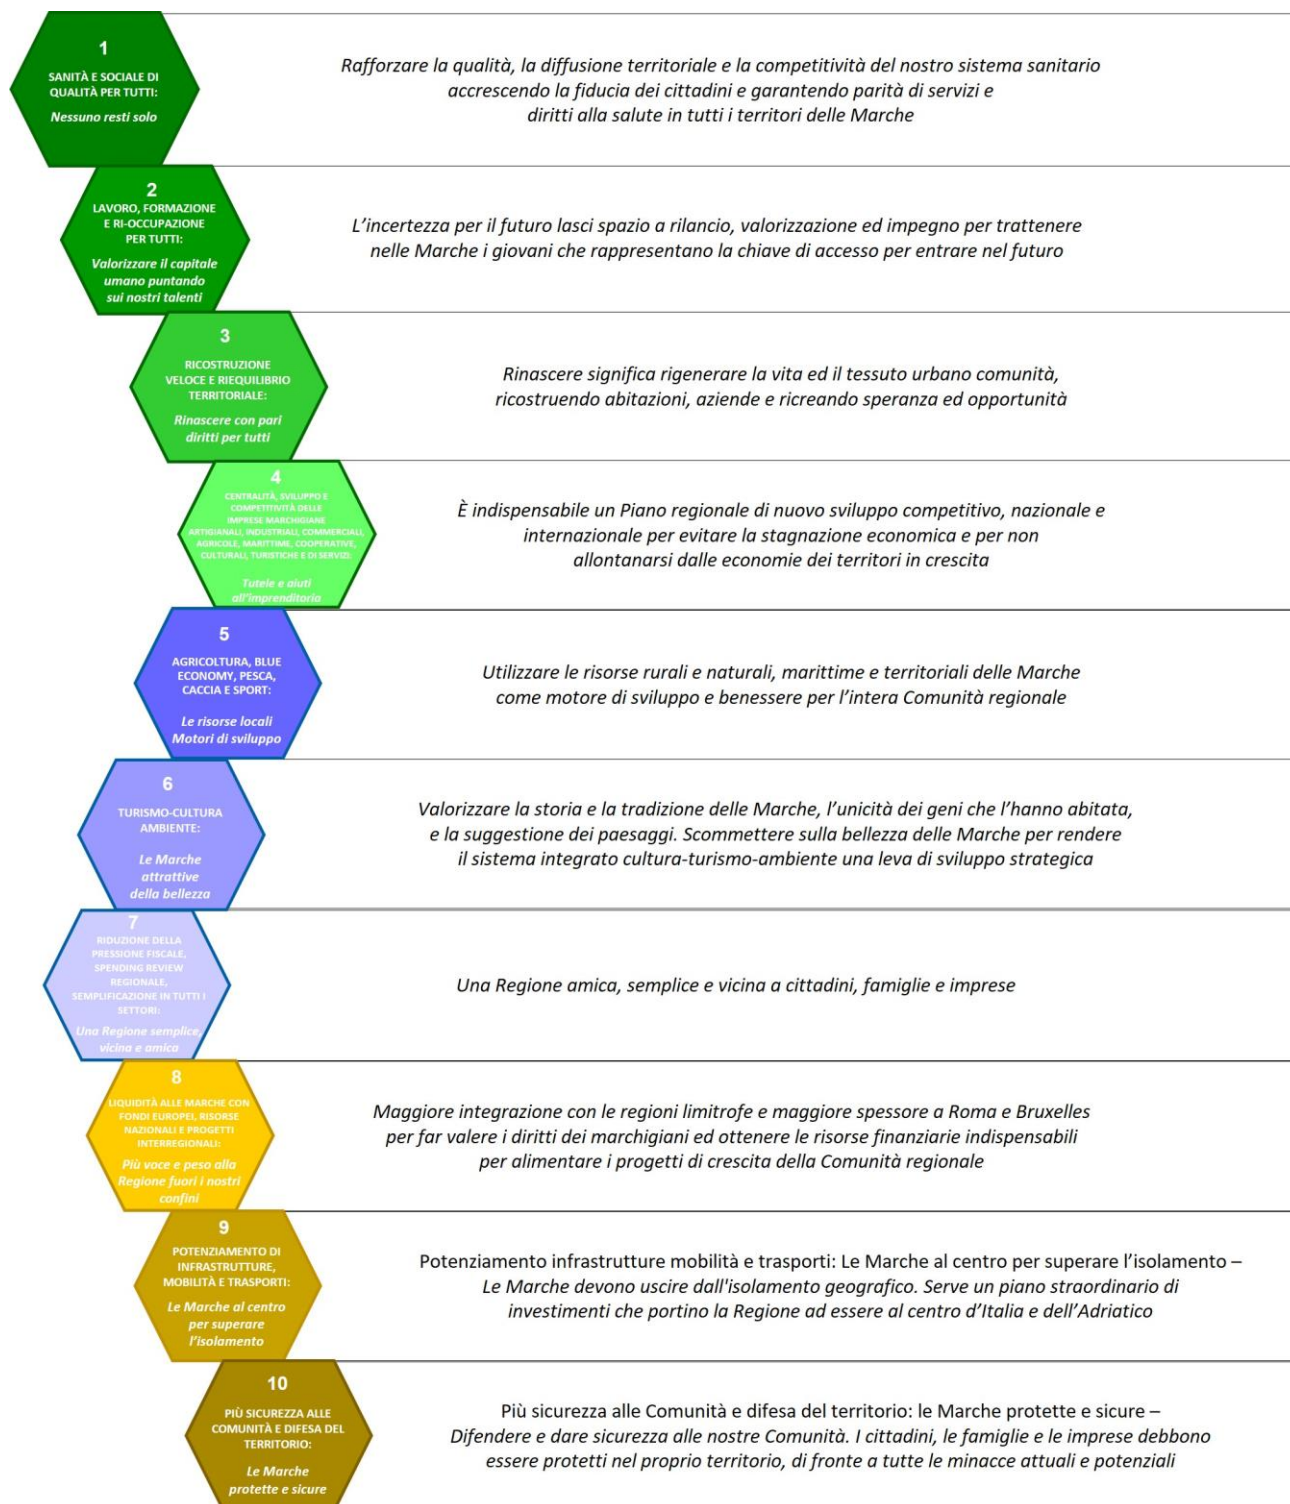 1
SANITÀ E SOCIALE DI
QUALITÀ PER TUTTI:
Nessuno resti solo
Rafforzare la qualità, la diffusione territoriale e la competitività del nostro sistema sanitario
accrescendo la fiducia dei cittadini e garantendo parità di servizi e
diritti alla salute in tutti i territori delle Marche
2
LAVORO, FORMAZIONE
E RI-OCCUPAZIONE
PER TUTTI:
Valorizzare il capitale
umano puntando
sui nostri talenti
L'incertezza per il futuro lasci spazio a rilancio, valorizzazione ed impegno per trattenere
nelle Marche i giovani che rappresentano la chiave di accesso per entrare nel futuro
3
RICOSTRUZIONE
VELOCE E RIEQUILIBRIO
TERRITORIALE:
Rinascere con pari
diritti per tutti
Rinascere significa rigenerare la vita ed il tessuto urbano comunità,
ricostruendo abitazioni, aziende e ricreando speranza ed opportunità
4
CENTRALITÀ, SVILUPPO E
COMPETITIVITÀ DELLE
IMPRESE MARCHIGIANE
ARTIGIANALI, INDUSTRIALI, COMMERCIALI,
AGRICOLE, MARITTIME, COOPERATIVE,
CULTURALI, TURISTICHE E DI SERVIZI:
Tutele e aiuti
all'imprenditoria
È indispensabile un Piano regionale di nuovo sviluppo competitivo, nazionale e
internazionale per evitare la stagnazione economica e per non
allontanarsi dalle economie dei territori in crescita
5
AGRICOLTURA, BLUE
ECONOMY, PESCA,
CACCIA E SPORT:
Le risorse locali
Motori di sviluppo
Utilizzare le risorse rurali e naturali, marittime e territoriali delle Marche
come motore di sviluppo e benessere per l'intera Comunità regionale
6
TURISMO-CULTURA
AMBIENTE:
Le Marche
attrattive
della bellezza
Valorizzare la storia e la tradizione delle Marche, l'unicità dei geni che l'hanno abitata,
e la suggestione dei paesaggi. Scommettere sulla bellezza delle Marche per rendere
il sistema integrato cultura-turismo-ambiente una leva di sviluppo strategica
7
RIDUZIONE DELLA
PRESSIONE FISCALE,
SPENDING REVIEW
REGIONALE,
SEMPLIFICAZIONE IN TUTTI I
SETTORI:
Una Regione semplice,
vicina e amica
Una Regione amica, semplice e vicina a cittadini, famiglie e imprese
8
LIQUIDITÀ ALLE MARCHE CON
FONDI EUROPEI, RISORSE
NAZIONALI E PROGETTI
INTERREGIONALI:
Più voce e peso alla
Regione fuori i nostri
confini
Maggiore integrazione con le regioni limitrofe e maggiore spessore a Roma e Bruxelles
per far valere i diritti dei marchigiani ed ottenere le risorse finanziarie indispensabili
per alimentare i progetti di crescita della Comunità regionale
9
POTENZIAMENTO DI
INFRASTRUTTURE,
MOBILITÀ E TRASPORTI:
Le Marche al centro
per superare
l'isolamento
Potenziamento infrastrutture mobilità e trasporti: Le Marche al centro per superare l'isolamento –
Le Marche devono uscire dall'isolamento geografico. Serve un piano straordinario di
investimenti che portino la Regione ad essere al centro d'Italia e dell'Adriatico
10
PIÙ SICUREZZA ALLE
COMUNITÀ E DIFESA DEL
TERRITORIO:
Le Marche
protette e sicure
Più sicurezza alle Comunità e difesa del territorio: le Marche protette e sicure –
Difendere e dare sicurezza alle nostre Comunità. I cittadini, le famiglie e le imprese debbono
essere protetti nel proprio territorio, di fronte a tutte le minacce attuali e potenziali